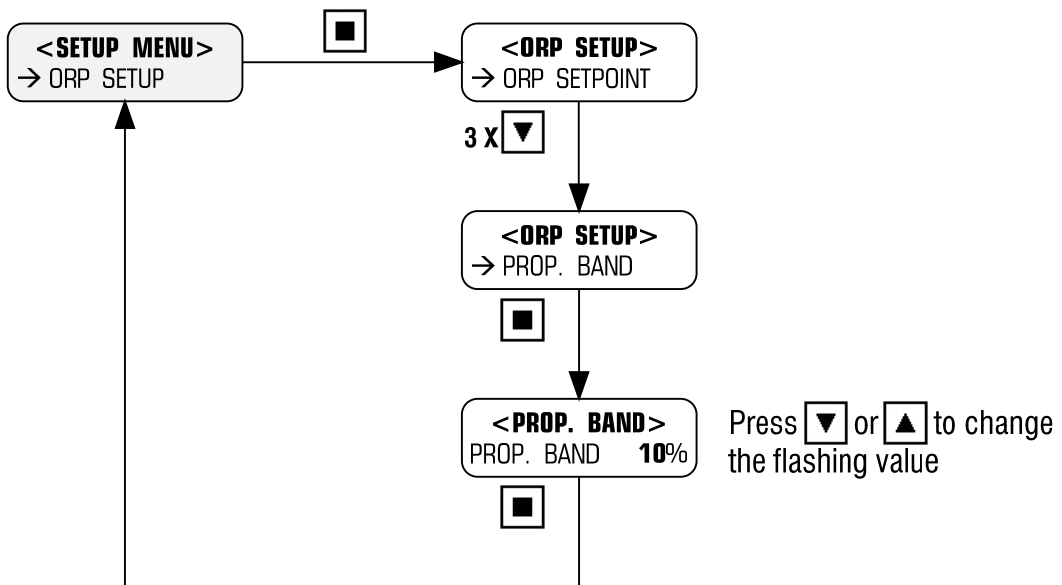 <SETUP MENU>
→ ORP SETUP
<ORP SETUP>
→ ORP SETPOINT
3 X ▼
<ORP SETUP>
→ PROP. BAND
<PROP. BAND>
PROP. BAND 10%
Press ▼ or ▲ to change
the flashing value